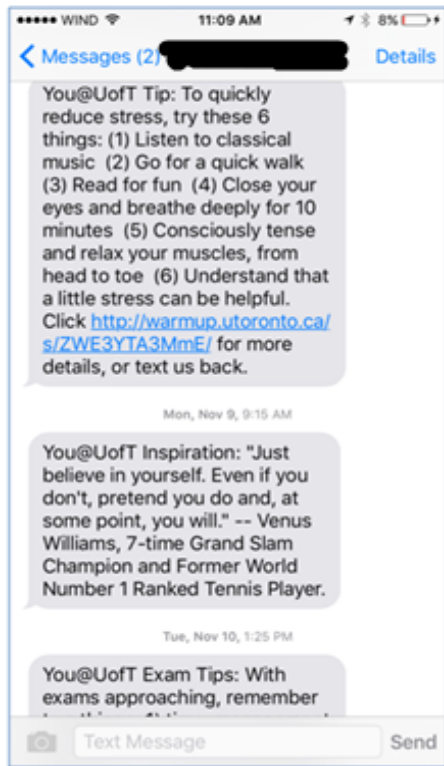 WIND 11:09 AM 8%
Messages (2) Details
You@UofT Tip: To quickly
reduce stress, try these 6
things: (1) Listen to classical
music (2) Go for a quick walk
(3) Read for fun (4) Close your
eyes and breathe deeply for 10
minutes (5) Consciously tense
and relax your muscles, from
head to toe (6) Understand that
a little stress can be helpful.
Click http://warmup.utoronto.ca/
s/ZWE3YTA3MmE/ for more
details, or text us back.
Mon, Nov 9, 9:15 AM
You@UofT Inspiration: "Just
believe in yourself. Even if you
don't, pretend you do and, at
some point, you will." -- Venus
Williams, 7-time Grand Slam
Champion and Former World
Number 1 Ranked Tennis Player.
Tue, Nov 10, 1:25 PM
You@UofT Exam Tips: With
exams approaching, remember
Text Message Send